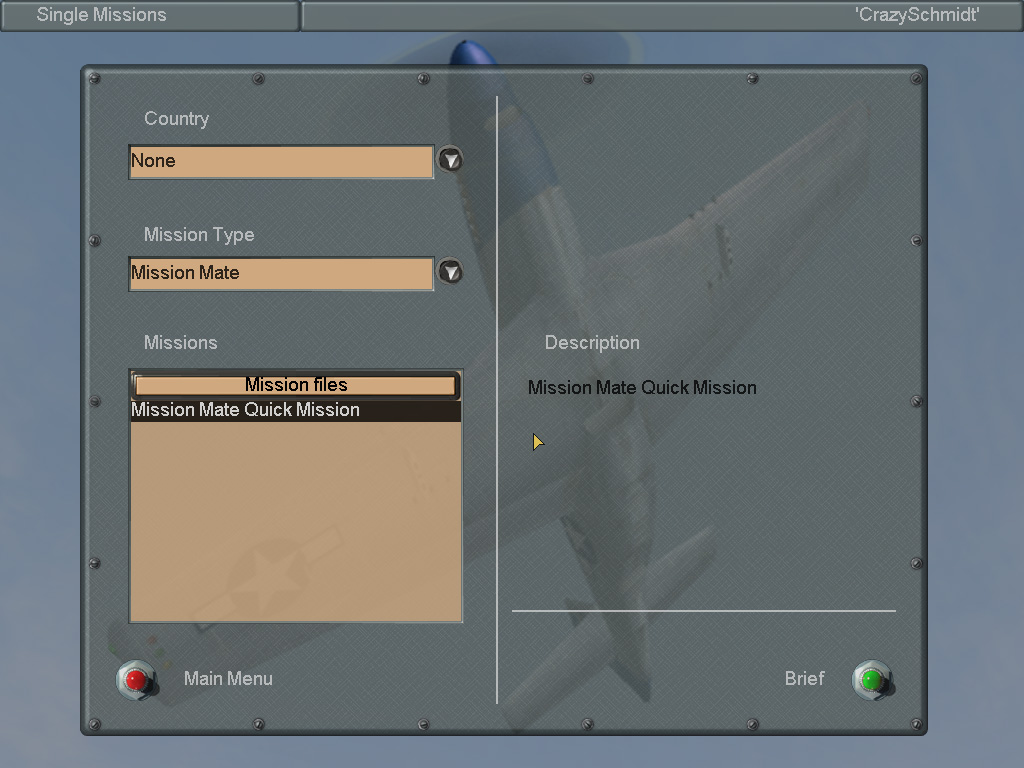 Single Missions
'CrazySchmidt'
Country
None
Mission Type
Mission Mate
Missions
Mission files
Mission Mate Quick Mission
Description
Mission Mate Quick Mission
Main Menu
Brief